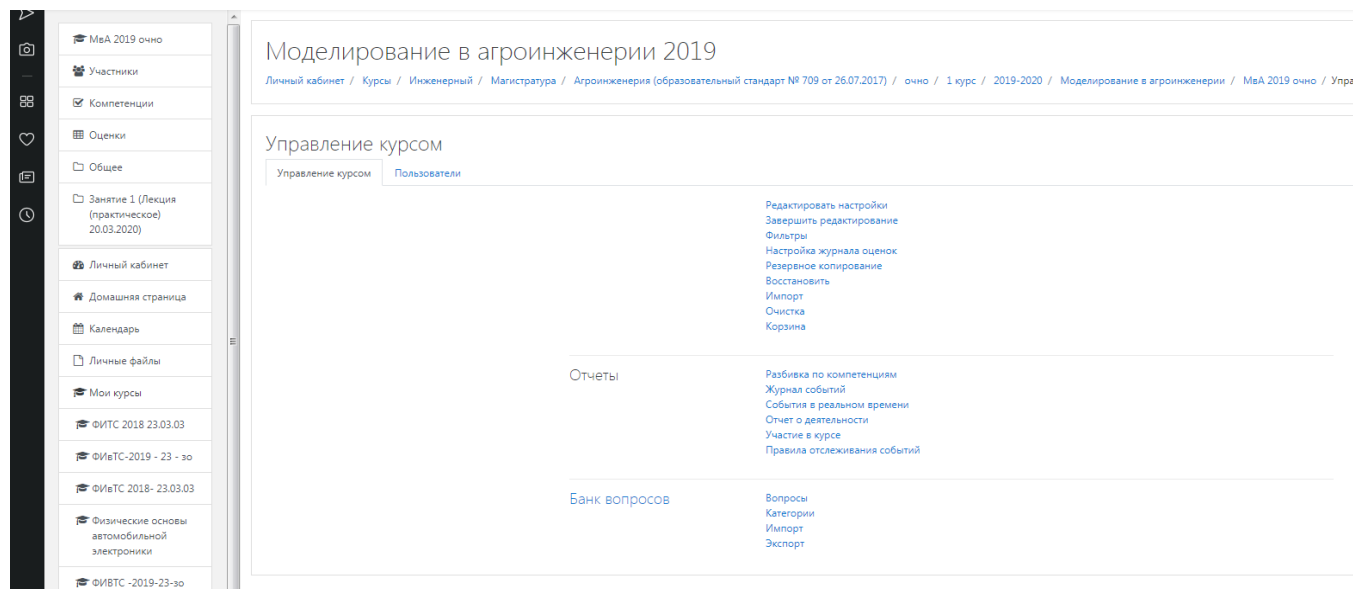 МвА 2019 очно
Участники
Компетенции
Оценки
Общее
Занятие 1 (Лекция
(практическое)
20.03.2020)
Личный кабинет
Домашняя страница
Календарь
Личные файлы
Мои курсы
ФИТС 2018 23.03.03
ФИвТС-2019 - 23 - зо
ФИвТС 2018- 23.03.03
Физические основы
автомобильной
электроники
ФИВТС -2019-23-зо
Моделирование в агроинженерии 2019
Личный кабинет / Курсы / Инженерный / Магистратура / Агроинженерия (образовательный стандарт № 709 от 26.07.2017) / очно / 1 курс / 2019-2020 / Моделирование в агроинженерии / МвА 2019 очно / Упра
Управление курсом
Управление курсом Пользователи
Редактировать настройки
Завершить редактирование
Фильтры
Настройка журнала оценок
Резервное копирование
Восстановить
Импорт
Очистка
Корзина
Отчеты
Разбивка по компетенциям
Журнал событий
События в реальном времени
Отчет о деятельности
Участие в курсе
Правила отслеживания событий
Банк вопросов
Вопросы
Категории
Импорт
Экспорт